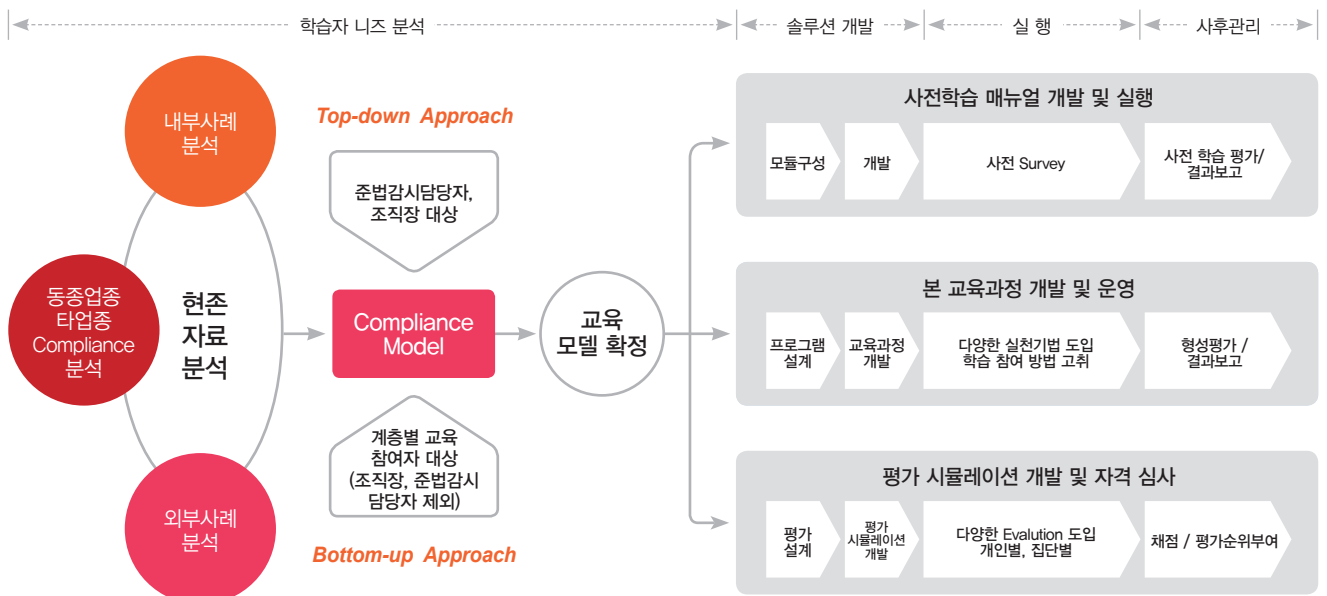 학습자 니즈 분석
솔루션 개발
실 행
사후관리
내부사례
분석
동종업종
타업종
Compliance
분석
외부사례
분석
현존
자료
분석
Top-down Approach
준법감시담당자,
조직장 대상
Compliance
Model
계층별 교육
참여자 대상
(조직장, 준법감시
담당자 제외)
Bottom-up Approach
교육
모델 확정
사전학습 매뉴얼 개발 및 실행
모듈구성
개발
사전 Survey
사전 학습 평가/
결과보고
본 교육과정 개발 및 운영
프로그램
설계
교육과정
개발
다양한 실천기법 도입
학습 참여 방법 고취
형성평가 /
결과보고
평가 시뮬레이션 개발 및 자격 심사
평가
설계
평가
시뮬레이션
개발
다양한 Evalution 도입
개인별, 집단별
채점 / 평가순위부여